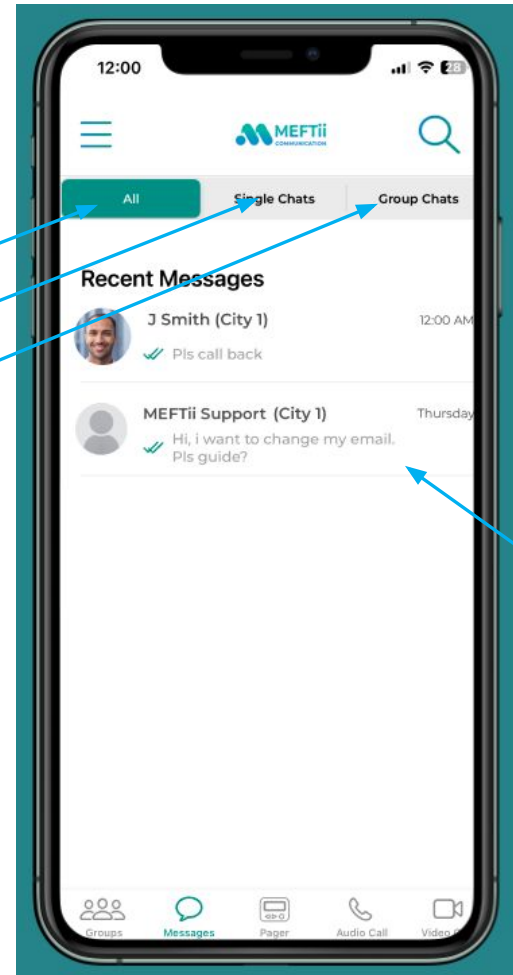 12:00
28
MEFTii
COMMUNICATION
All
Single Chats
Group Chats
Recent Messages
J Smith (City 1)
12:00 AM
Pls call back
MEFTii Support (City 1)
Thursday
Hi, i want to change my email.
Pls guide?
Groups
Messages
Pager
Audio Call
Video